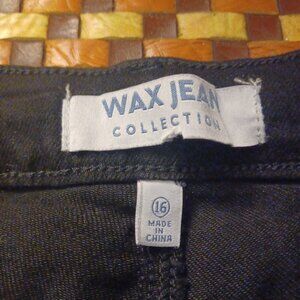 WAX JEAN
COLLECTION
16
MADE
IN
CHINA